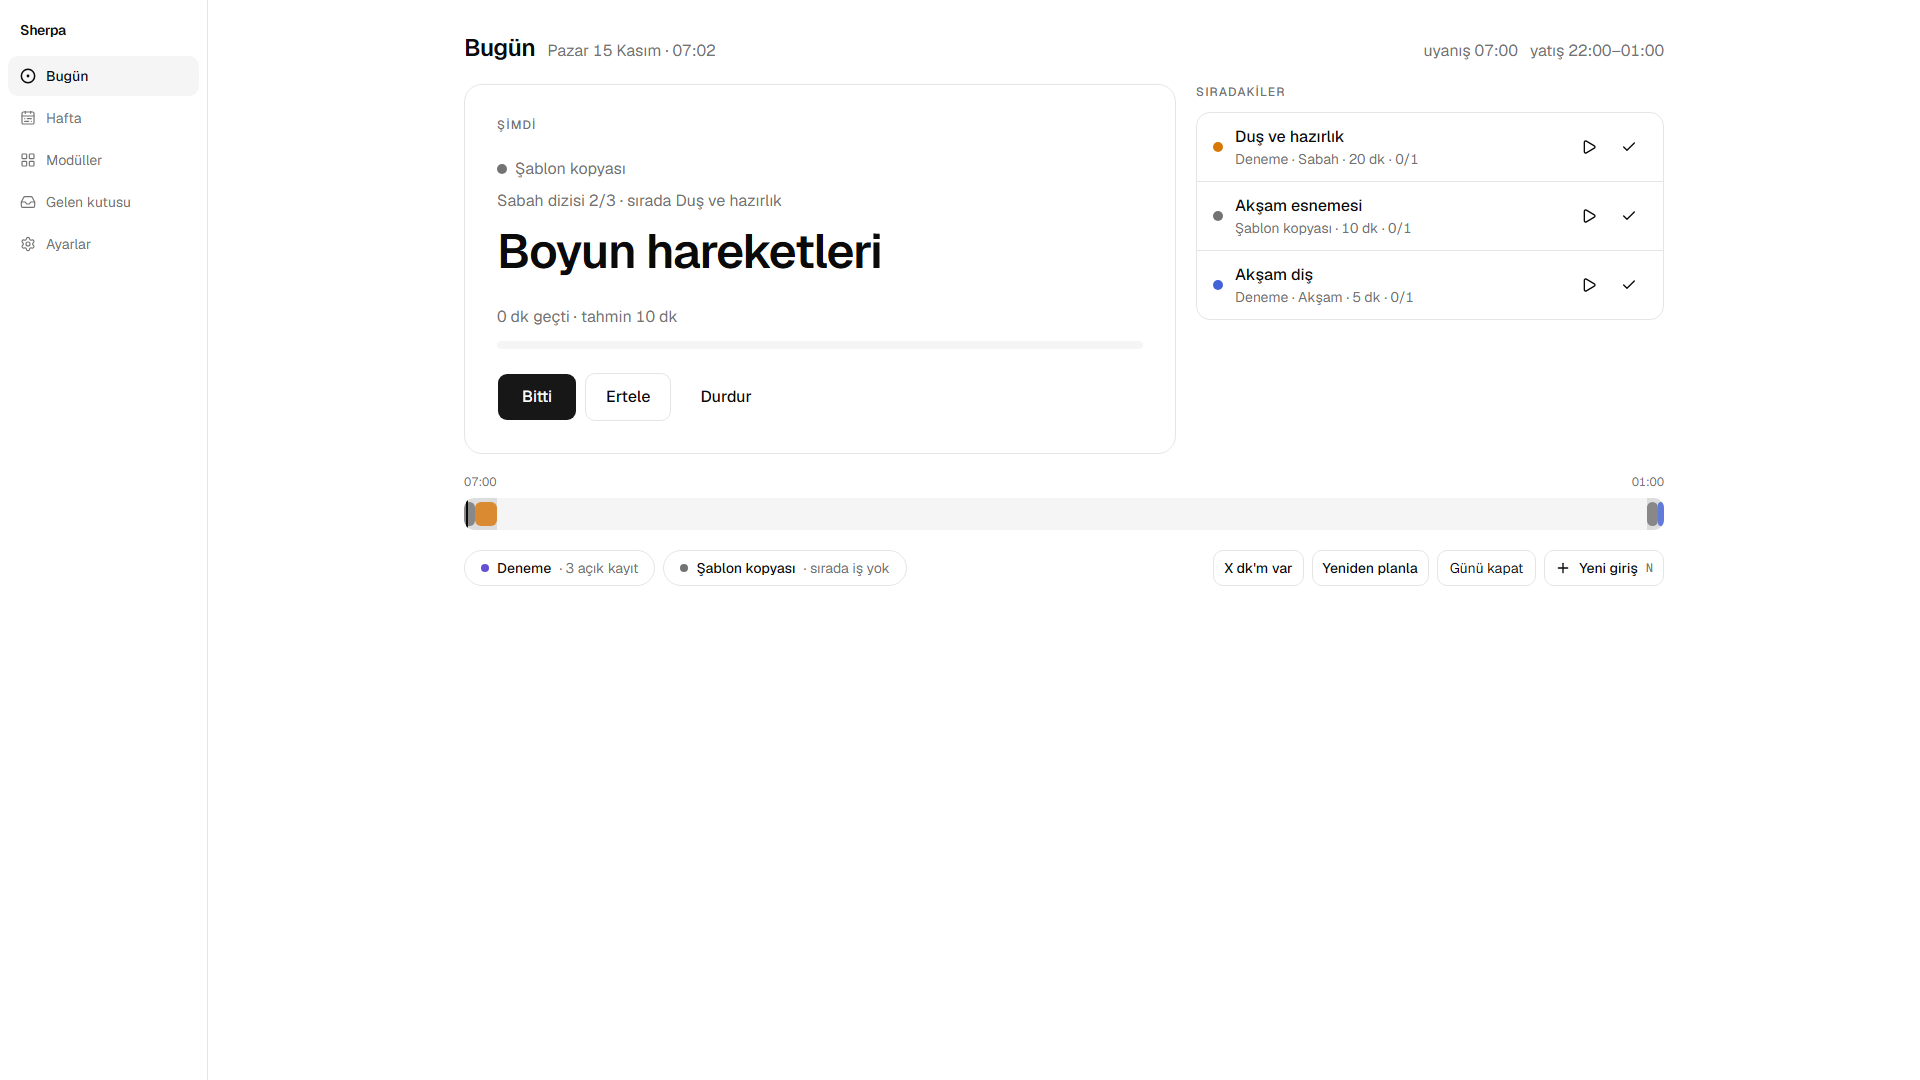 Sherpa
Bugün
Hafta
Modüller
Gelen kutusu
Ayarlar
Bugün Pazar 15 Kasım · 07:02
uyanış 07:00 yatış 22:00–01:00
ŞİMDİ
Şablon kopyası
Sabah dizisi 2/3 · sırada Duş ve hazırlık
Boyun hareketleri
0 dk geçti · tahmin 10 dk
Bitti Ertele Durdur
SIRADAKİLER
Duş ve hazırlık
Deneme · Sabah · 20 dk · 0/1
Akşam esnemesi
Şablon kopyası · 10 dk · 0/1
Akşam diş
Deneme · Akşam · 5 dk · 0/1
07:00 01:00
Deneme · 3 açık kayıt Şablon kopyası · sırada iş yok
X dk'm var Yeniden planla Günü kapat Yeni giriş N